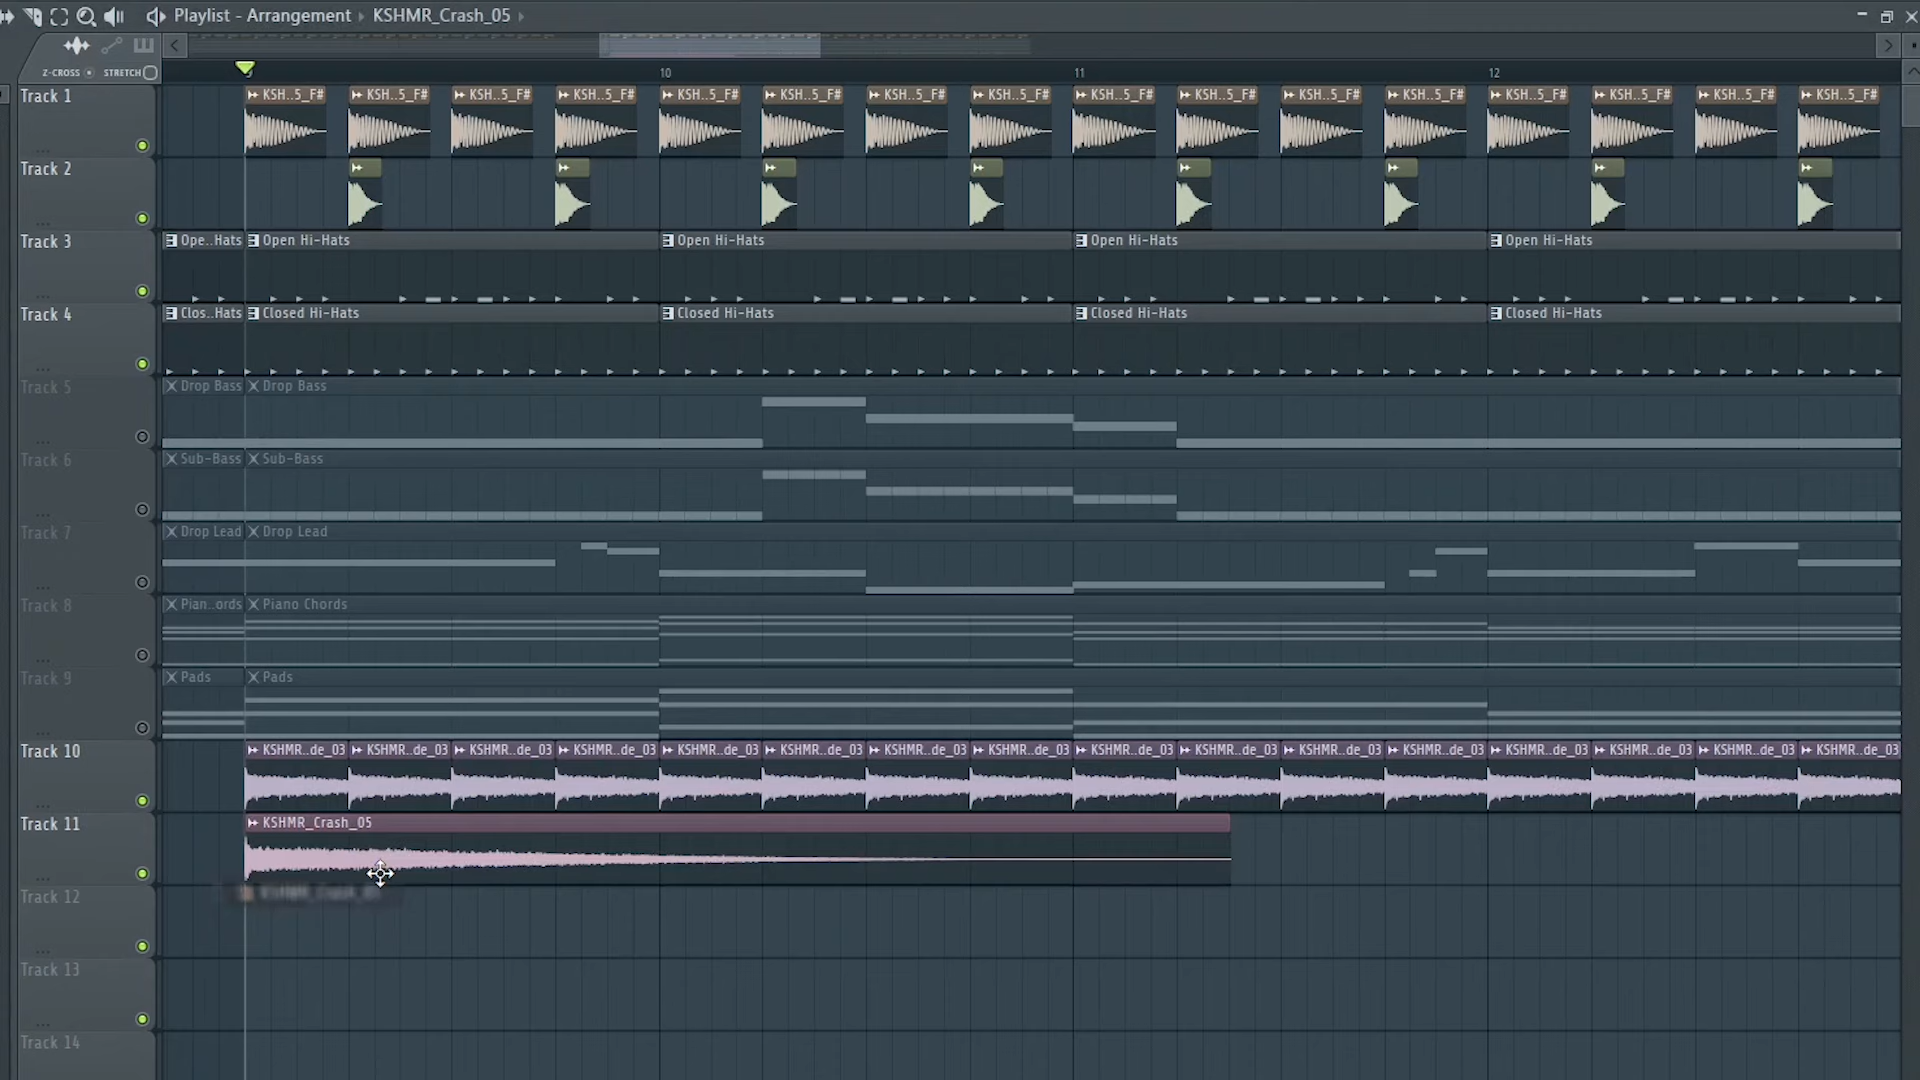 Playlist - Arrangement › KSHMR_Crash_05 ›
Z-CROSS STRETCH
10 11 12
Track 1
KSH..5_F# KSH..5_F# KSH..5_F# KSH..5_F# KSH..5_F# KSH..5_F# KSH..5_F# KSH..5_F# KSH..5_F# KSH..5_F# KSH..5_F# KSH..5_F# KSH..5_F# KSH..5_F# KSH..5_F# KSH..5_F#
Track 2
Track 3
Ope..Hats Open Hi-Hats Open Hi-Hats Open Hi-Hats Open Hi-Hats
Track 4
Clos..Hats Closed Hi-Hats Closed Hi-Hats Closed Hi-Hats Closed Hi-Hats
Track 5
Drop Bass Drop Bass
Track 6
Sub-Bass Sub-Bass
Track 7
Drop Lead Drop Lead
Track 8
Pian..ords Piano Chords
Track 9
Pads Pads
Track 10
KSHMR..de_03 KSHMR..de_03 KSHMR..de_03 KSHMR..de_03 KSHMR..de_03 KSHMR..de_03 KSHMR..de_03 KSHMR..de_03 KSHMR..de_03 KSHMR..de_03 KSHMR..de_03 KSHMR..de_03 KSHMR..de_03 KSHMR..de_03 KSHMR..de_03 KSHMR..de_03
Track 11
KSHMR_Crash_05
Track 12
Track 13
Track 14